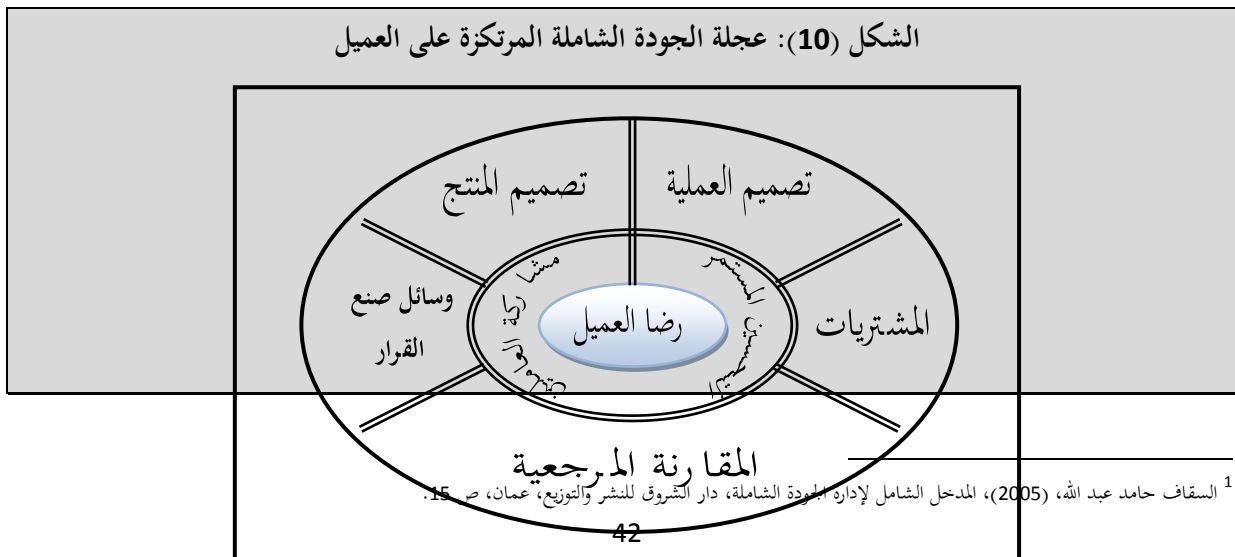 الشكل (10): عجلة الجودة الشاملة المرتكزة على العميل
تصميم العملية
تصميم المنتج
المشتريات
وسائل صنع
القرار
التحسين المستمر
مشاركة العاملين
رضا العميل
المقارنة المرجعية
1 السقاف حامد عبد الله، (2005)، المدخل الشامل لإدارة الجودة الشاملة، دار الشروق للنشر والتوزيع، عمان، ص 15.
42